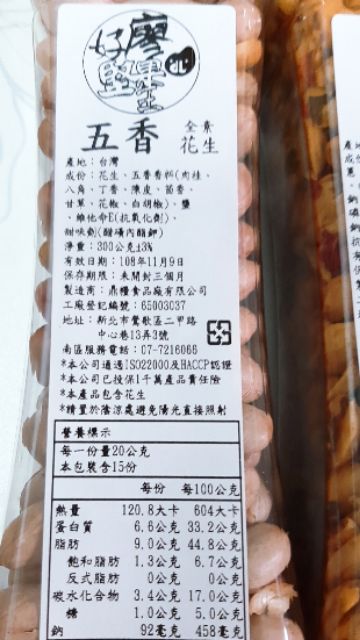 五香 全素 花生
產地：台灣
成份：花生、五香香料(肉桂、
八角、丁香、陳皮、茴香、
甘草、花椒、白胡椒)、鹽
、維他命E(抗氧化劑)、
甜味劑(醋磺內酯鉀)
淨重：300公克±3%
有效日期：108年11月9日
保存期限：未開封三個月
製造商：鼎糧食品廠有限公司
工廠登記編號：65003037
地址：新北市鶯歌區二甲路
中心巷13弄3號
南區服務電話：07-7216066
*本公司通過ISO22000及HACCP認證
*本公司已投保1千萬產品責任險
*本產品包含花生
*請置於陰涼處避免陽光直接照射
營養標示
每一份量20公克
本包裝含15份
每份 每100公克
熱量 120.8大卡 604大卡
蛋白質 6.6公克 33.2公克
脂肪 9.0公克 44.8公克
飽和脂肪 1.3公克 6.7公克
反式脂肪 0公克 0公克
碳水化合物 3.4公克 17.0公克
糖 1.0公克 5.0公克
鈉 92毫克 458毫克